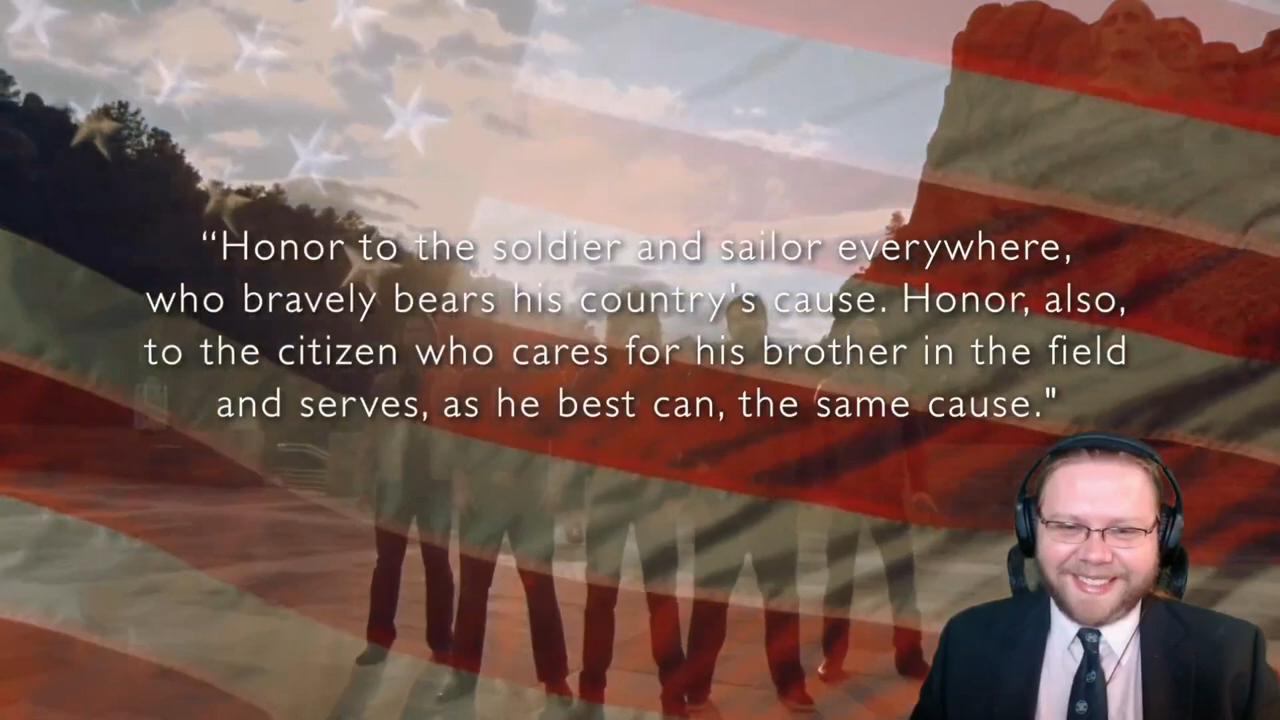 “Honor to the soldier and sailor everywhere,
who bravely bears his country's cause. Honor, also,
to the citizen who cares for his brother in the field
and serves, as he best can, the same cause."